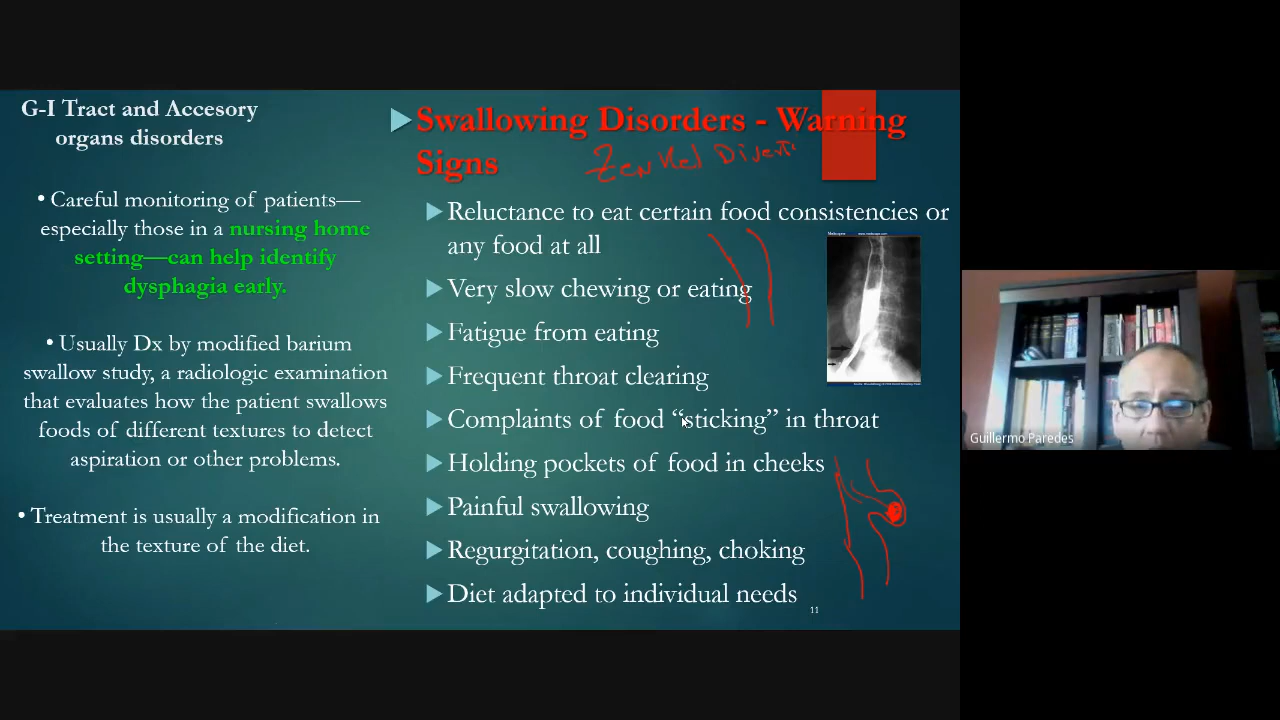 G-I Tract and Accesory
organs disorders
• Careful monitoring of patients—
especially those in a nursing home
setting—can help identify
dysphagia early.
• Usually Dx by modified barium
swallow study, a radiologic examination
that evaluates how the patient swallows
foods of different textures to detect
aspiration or other problems.
• Treatment is usually a modification in
the texture of the diet.
Swallowing Disorders - Warning
Signs
Zenkel
Reluctance to eat certain food consistencies or
any food at all
Very slow chewing or eating
Fatigue from eating
Frequent throat clearing
Complaints of food “sticking” in throat
Holding pockets of food in cheeks
Painful swallowing
Regurgitation, coughing, choking
Diet adapted to individual needs
11
Guillermo Paredes